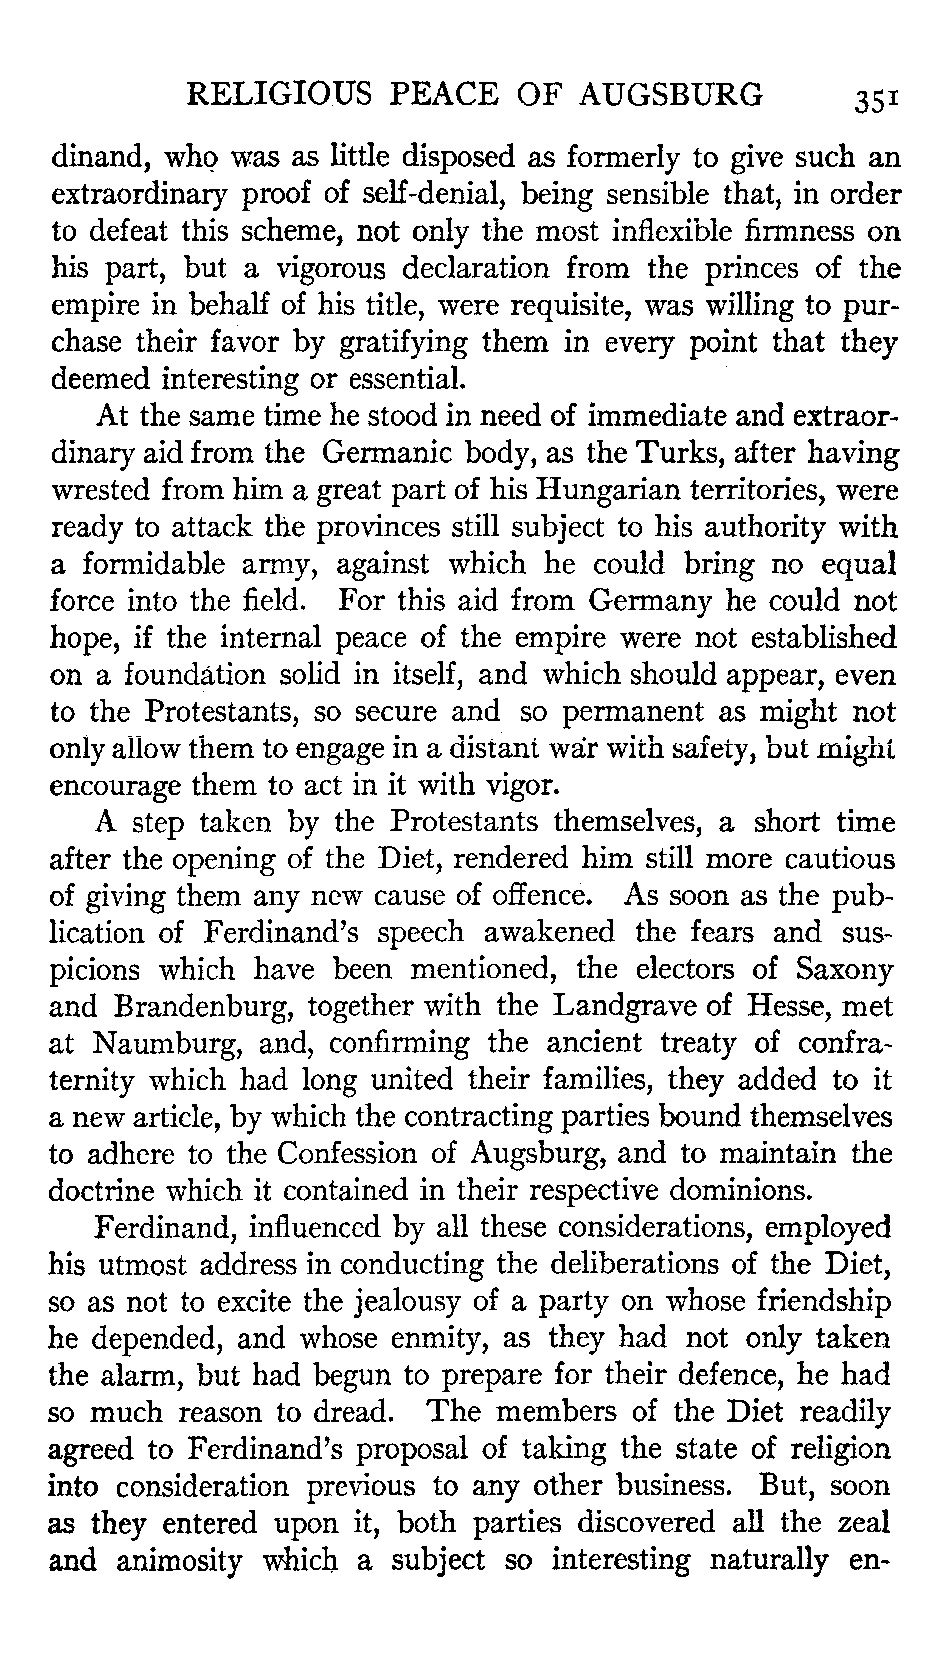 RELIGIOUS PEACE OF AUGSBURG 351
dinand, who was as little disposed as formerly to give such an
extraordinary proof of self-denial, being sensible that, in order
to defeat this scheme, not only the most inflexible firmness on
his part, but a vigorous declaration from the princes of the
empire in behalf of his title, were requisite, was willing to pur-
chase their favor by gratifying them in every point that they
deemed interesting or essential.
At the same time he stood in need of immediate and extraor-
dinary aid from the Germanic body, as the Turks, after having
wrested from him a great part of his Hungarian territories, were
ready to attack the provinces still subject to his authority with
a formidable army, against which he could bring no equal
force into the field. For this aid from Germany he could not
hope, if the internal peace of the empire were not established
on a foundation solid in itself, and which should appear, even
to the Protestants, so secure and so permanent as might not
only allow them to engage in a distant war with safety, but might
encourage them to act in it with vigor.
A step taken by the Protestants themselves, a short time
after the opening of the Diet, rendered him still more cautious
of giving them any new cause of offence. As soon as the pub-
lication of Ferdinand's speech awakened the fears and sus-
picions which have been mentioned, the electors of Saxony
and Brandenburg, together with the Landgrave of Hesse, met
at Naumburg, and, confirming the ancient treaty of confra-
ternity which had long united their families, they added to it
a new article, by which the contracting parties bound themselves
to adhere to the Confession of Augsburg, and to maintain the
doctrine which it contained in their respective dominions.
Ferdinand, influenced by all these considerations, employed
his utmost address in conducting the deliberations of the Diet,
so as not to excite the jealousy of a party on whose friendship
he depended, and whose enmity, as they had not only taken
the alarm, but had begun to prepare for their defence, he had
so much reason to dread. The members of the Diet readily
agreed to Ferdinand's proposal of taking the state of religion
into consideration previous to any other business. But, soon
as they entered upon it, both parties discovered all the zeal
and animosity which a subject so interesting naturally en-